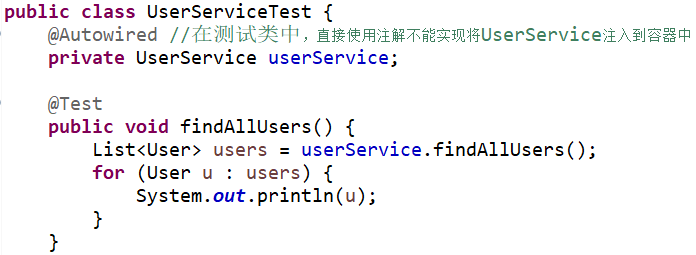 public class UserServiceTest {
@Autowired //在测试类中，直接使用注解不能实现将UserService注入到容器中
private UserService userService;
@Test
public void findAllUsers() {
List<User> users = userService.findAllUsers();
for (User u : users) {
System.out.println(u);
}
}